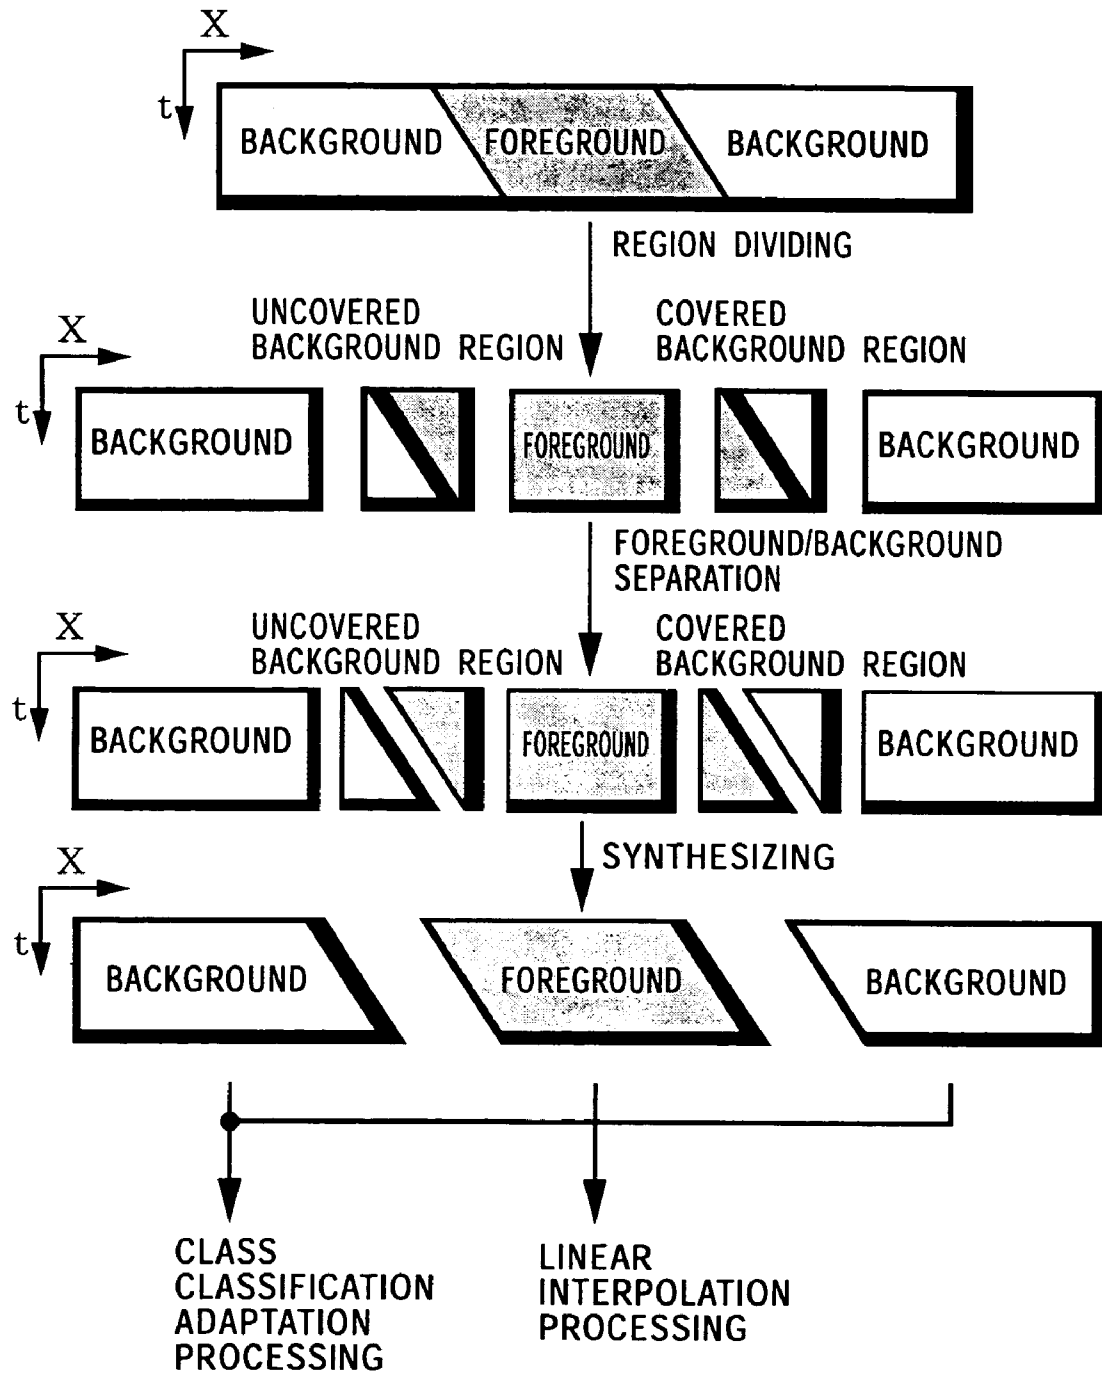 X
t
BACKGROUND FOREGROUND BACKGROUND
REGION DIVIDING
UNCOVERED
BACKGROUND REGION
COVERED
BACKGROUND REGION
X
t
BACKGROUND FOREGROUND BACKGROUND
FOREGROUND/BACKGROUND
SEPARATION
UNCOVERED
BACKGROUND REGION
COVERED
BACKGROUND REGION
X
t
BACKGROUND FOREGROUND BACKGROUND
SYNTHESIZING
X
t
BACKGROUND FOREGROUND BACKGROUND
CLASS
CLASSIFICATION
ADAPTATION
PROCESSING
LINEAR
INTERPOLATION
PROCESSING